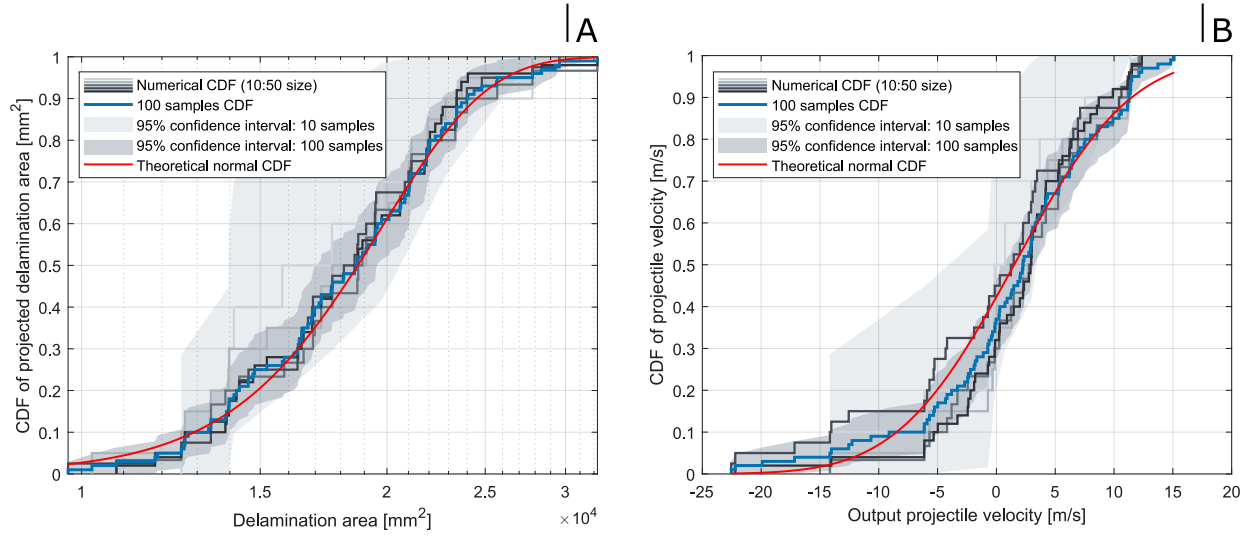 A
CDF of projected delamination area [mm²]
1
0.9
0.8
0.7
0.6
0.5
0.4
0.3
0.2
0.1
0
Numerical CDF (10:50 size)
100 samples CDF
95% confidence interval: 10 samples
95% confidence interval: 100 samples
Theoretical normal CDF
1 1.5 2 2.5 3
Delamination area [mm²]
×10⁴
B
CDF of projectile velocity [m/s]
1
0.9
0.8
0.7
0.6
0.5
0.4
0.3
0.2
0.1
0
Numerical CDF (10:50 size)
100 samples CDF
95% confidence interval: 10 samples
95% confidence interval: 100 samples
Theoretical normal CDF
-25 -20 -15 -10 -5 0 5 10 15 20
Output projectile velocity [m/s]